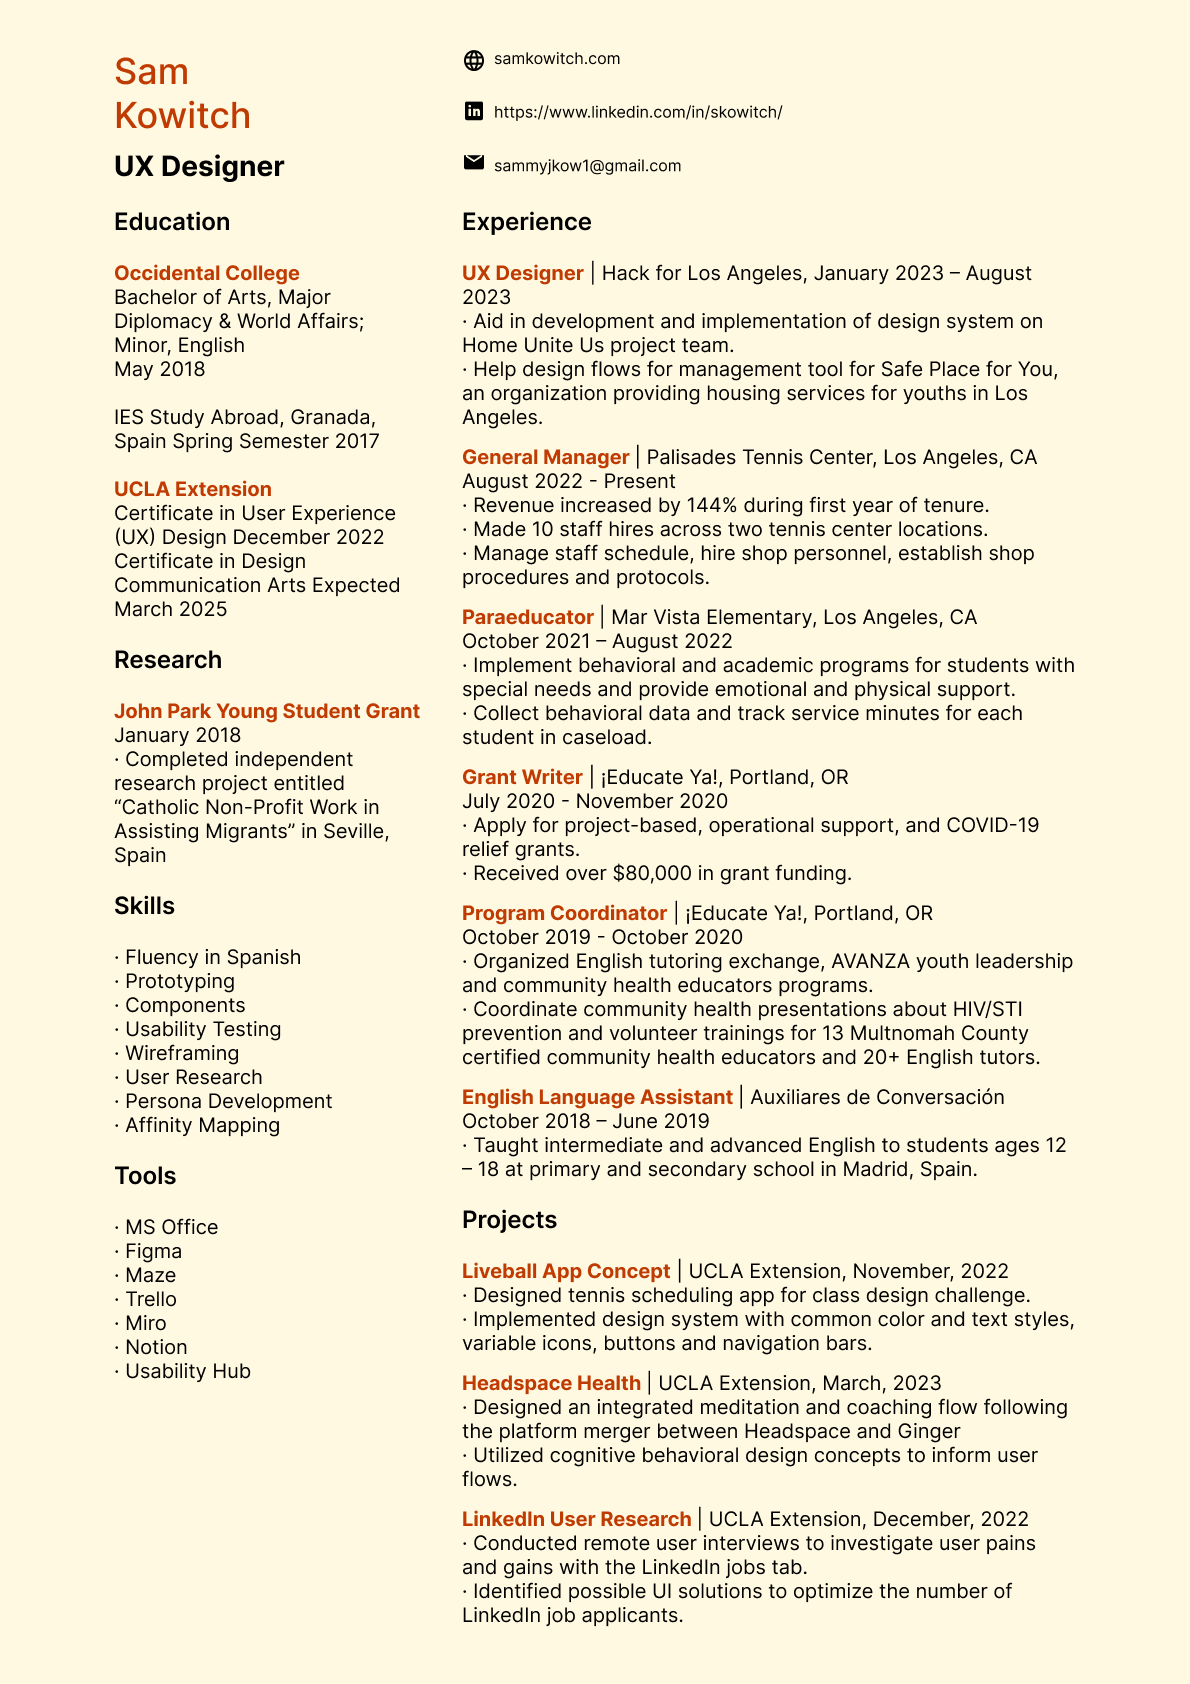 Sam
Kowitch
UX Designer
samkowitch.com
https://www.linkedin.com/in/skowitch/
sammyjkow1@gmail.com
Education
Occidental College
Bachelor of Arts, Major
Diplomacy & World Affairs;
Minor, English
May 2018
IES Study Abroad, Granada,
Spain Spring Semester 2017
UCLA Extension
Certificate in User Experience
(UX) Design December 2022
Certificate in Design
Communication Arts Expected
March 2025
Research
John Park Young Student Grant
January 2018
· Completed independent
research project entitled
“Catholic Non-Profit Work in
Assisting Migrants” in Seville,
Spain
Skills
· Fluency in Spanish
· Prototyping
· Components
· Usability Testing
· Wireframing
· User Research
· Persona Development
· Affinity Mapping
Tools
· MS Office
· Figma
· Maze
· Trello
· Miro
· Notion
· Usability Hub
Experience
UX Designer | Hack for Los Angeles, January 2023 – August
2023
· Aid in development and implementation of design system on
Home Unite Us project team.
· Help design flows for management tool for Safe Place for You,
an organization providing housing services for youths in Los
Angeles.
General Manager | Palisades Tennis Center, Los Angeles, CA
August 2022 - Present
· Revenue increased by 144% during first year of tenure.
· Made 10 staff hires across two tennis center locations.
· Manage staff schedule, hire shop personnel, establish shop
procedures and protocols.
Paraeducator | Mar Vista Elementary, Los Angeles, CA
October 2021 – August 2022
· Implement behavioral and academic programs for students with
special needs and provide emotional and physical support.
· Collect behavioral data and track service minutes for each
student in caseload.
Grant Writer | ¡Educate Ya!, Portland, OR
July 2020 - November 2020
· Apply for project-based, operational support, and COVID-19
relief grants.
· Received over $80,000 in grant funding.
Program Coordinator | ¡Educate Ya!, Portland, OR
October 2019 - October 2020
· Organized English tutoring exchange, AVANZA youth leadership
and community health educators programs.
· Coordinate community health presentations about HIV/STI
prevention and volunteer trainings for 13 Multnomah County
certified community health educators and 20+ English tutors.
English Language Assistant | Auxiliares de Conversación
October 2018 – June 2019
· Taught intermediate and advanced English to students ages 12
– 18 at primary and secondary school in Madrid, Spain.
Projects
Liveball App Concept | UCLA Extension, November, 2022
· Designed tennis scheduling app for class design challenge.
· Implemented design system with common color and text styles,
variable icons, buttons and navigation bars.
Headspace Health | UCLA Extension, March, 2023
· Designed an integrated meditation and coaching flow following
the platform merger between Headspace and Ginger
· Utilized cognitive behavioral design concepts to inform user
flows.
LinkedIn User Research | UCLA Extension, December, 2022
· Conducted remote user interviews to investigate user pains
and gains with the LinkedIn jobs tab.
· Identified possible UI solutions to optimize the number of
LinkedIn job applicants.